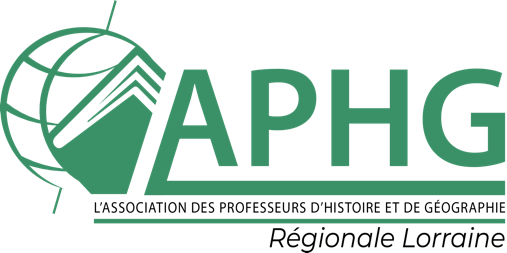 APHG
L'ASSOCIATION DES PROFESSEURS D'HISTOIRE ET DE GÉOGRAPHIE
Régionale Lorraine